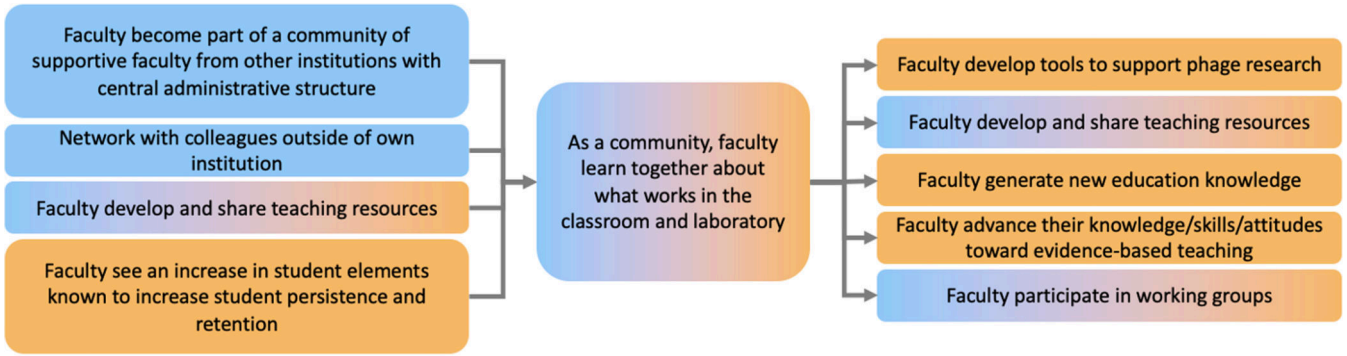 Faculty become part of a community of
supportive faculty from other institutions with
central administrative structure
Network with colleagues outside of own
institution
Faculty develop and share teaching resources
Faculty see an increase in student elements
known to increase student persistence and
retention
As a community, faculty
learn together about
what works in the
classroom and laboratory
Faculty develop tools to support phage research
Faculty develop and share teaching resources
Faculty generate new education knowledge
Faculty advance their knowledge/skills/attitudes
toward evidence-based teaching
Faculty participate in working groups